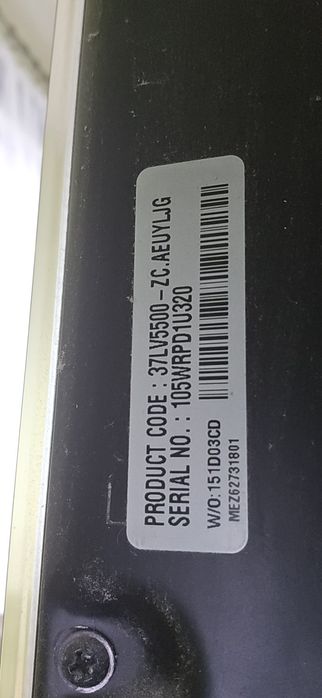 PRODUCT CODE : 37LV5500-ZC.AEUYLJG
SERIAL NO. : 105WRPD1U320
W/O:151D03CD
MEZ62731801